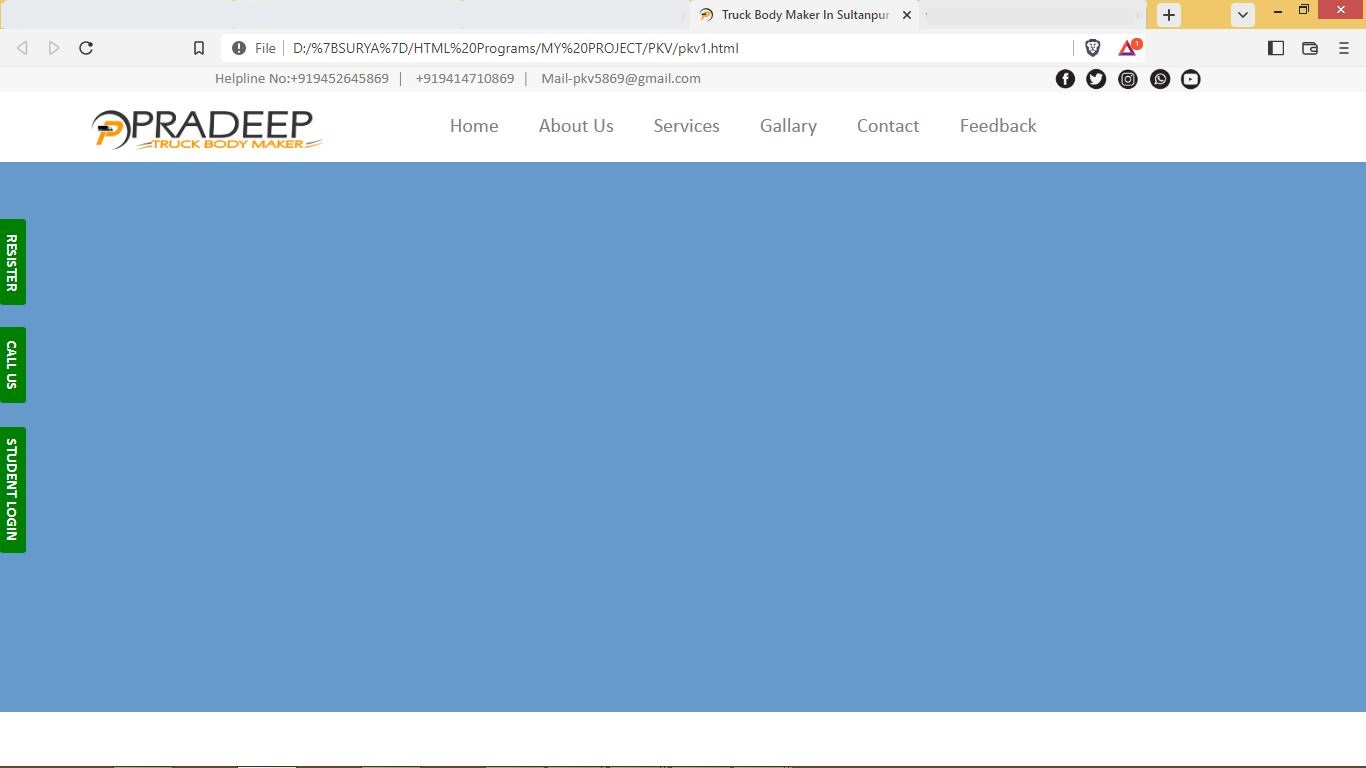 Truck Body Maker In Sultanpur
File D:/%7BSURYA%7D/HTML%20Programs/MY%20PROJECT/PKV/pkv1.html 1
Helpline No:+919452645869 | +919414710869 | Mail-pkv5869@gmail.com
PRADEEP
TRUCK BODY MAKER
Home About Us Services Gallary Contact Feedback
RESISTER
CALL US
STUDENT LOGIN